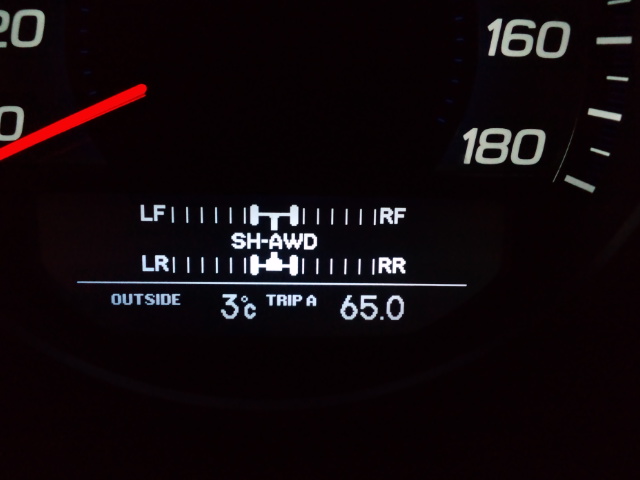 20
0
160
180
LF RF
SH-AWD
LR RR
OUTSIDE 3°C TRIP A 65.0